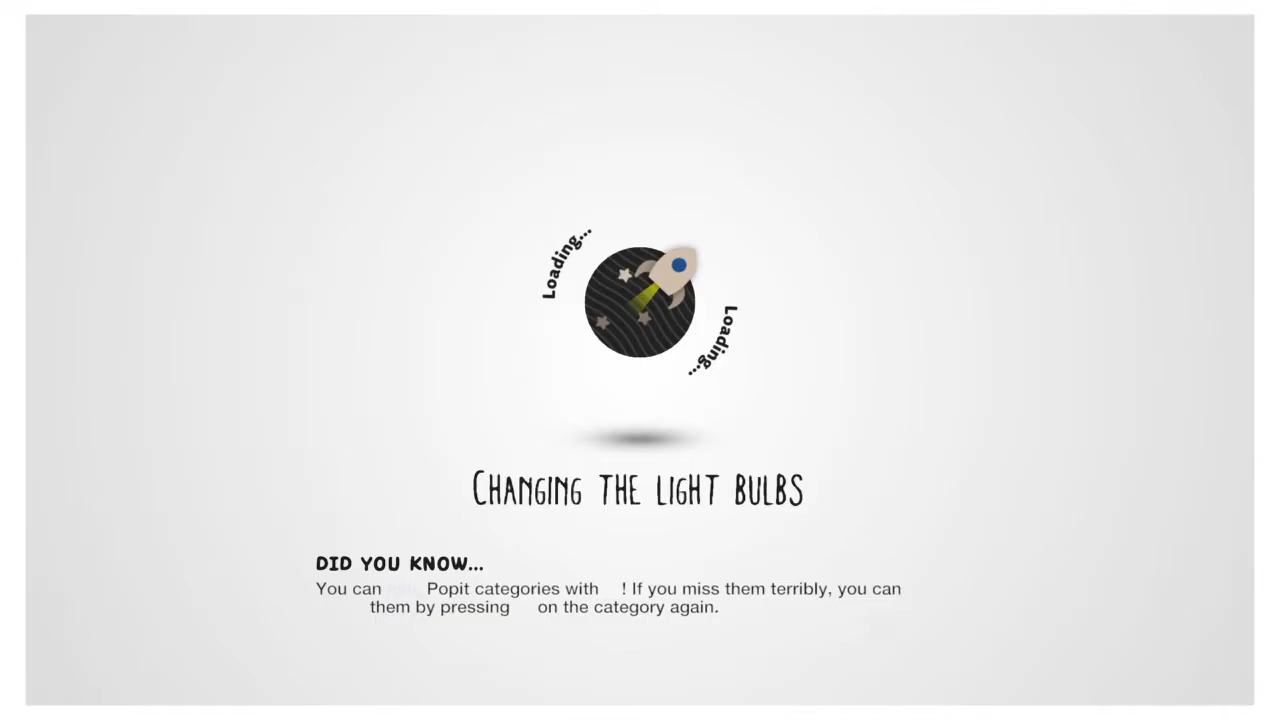 Loading...
Loading...
CHANGING THE LIGHT BULBS
DID YOU KNOW...
You can Popit categories with ! If you miss them terribly, you can
them by pressing on the category again.